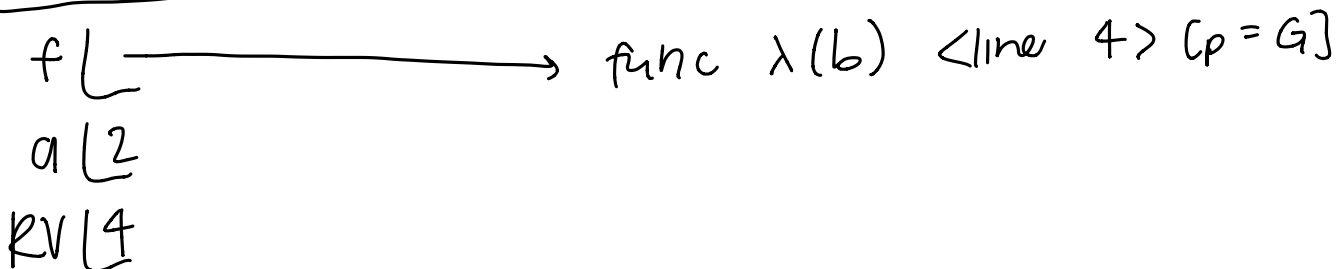 f → func λ(b) <line 4> [p = G]
a 2
RV 4